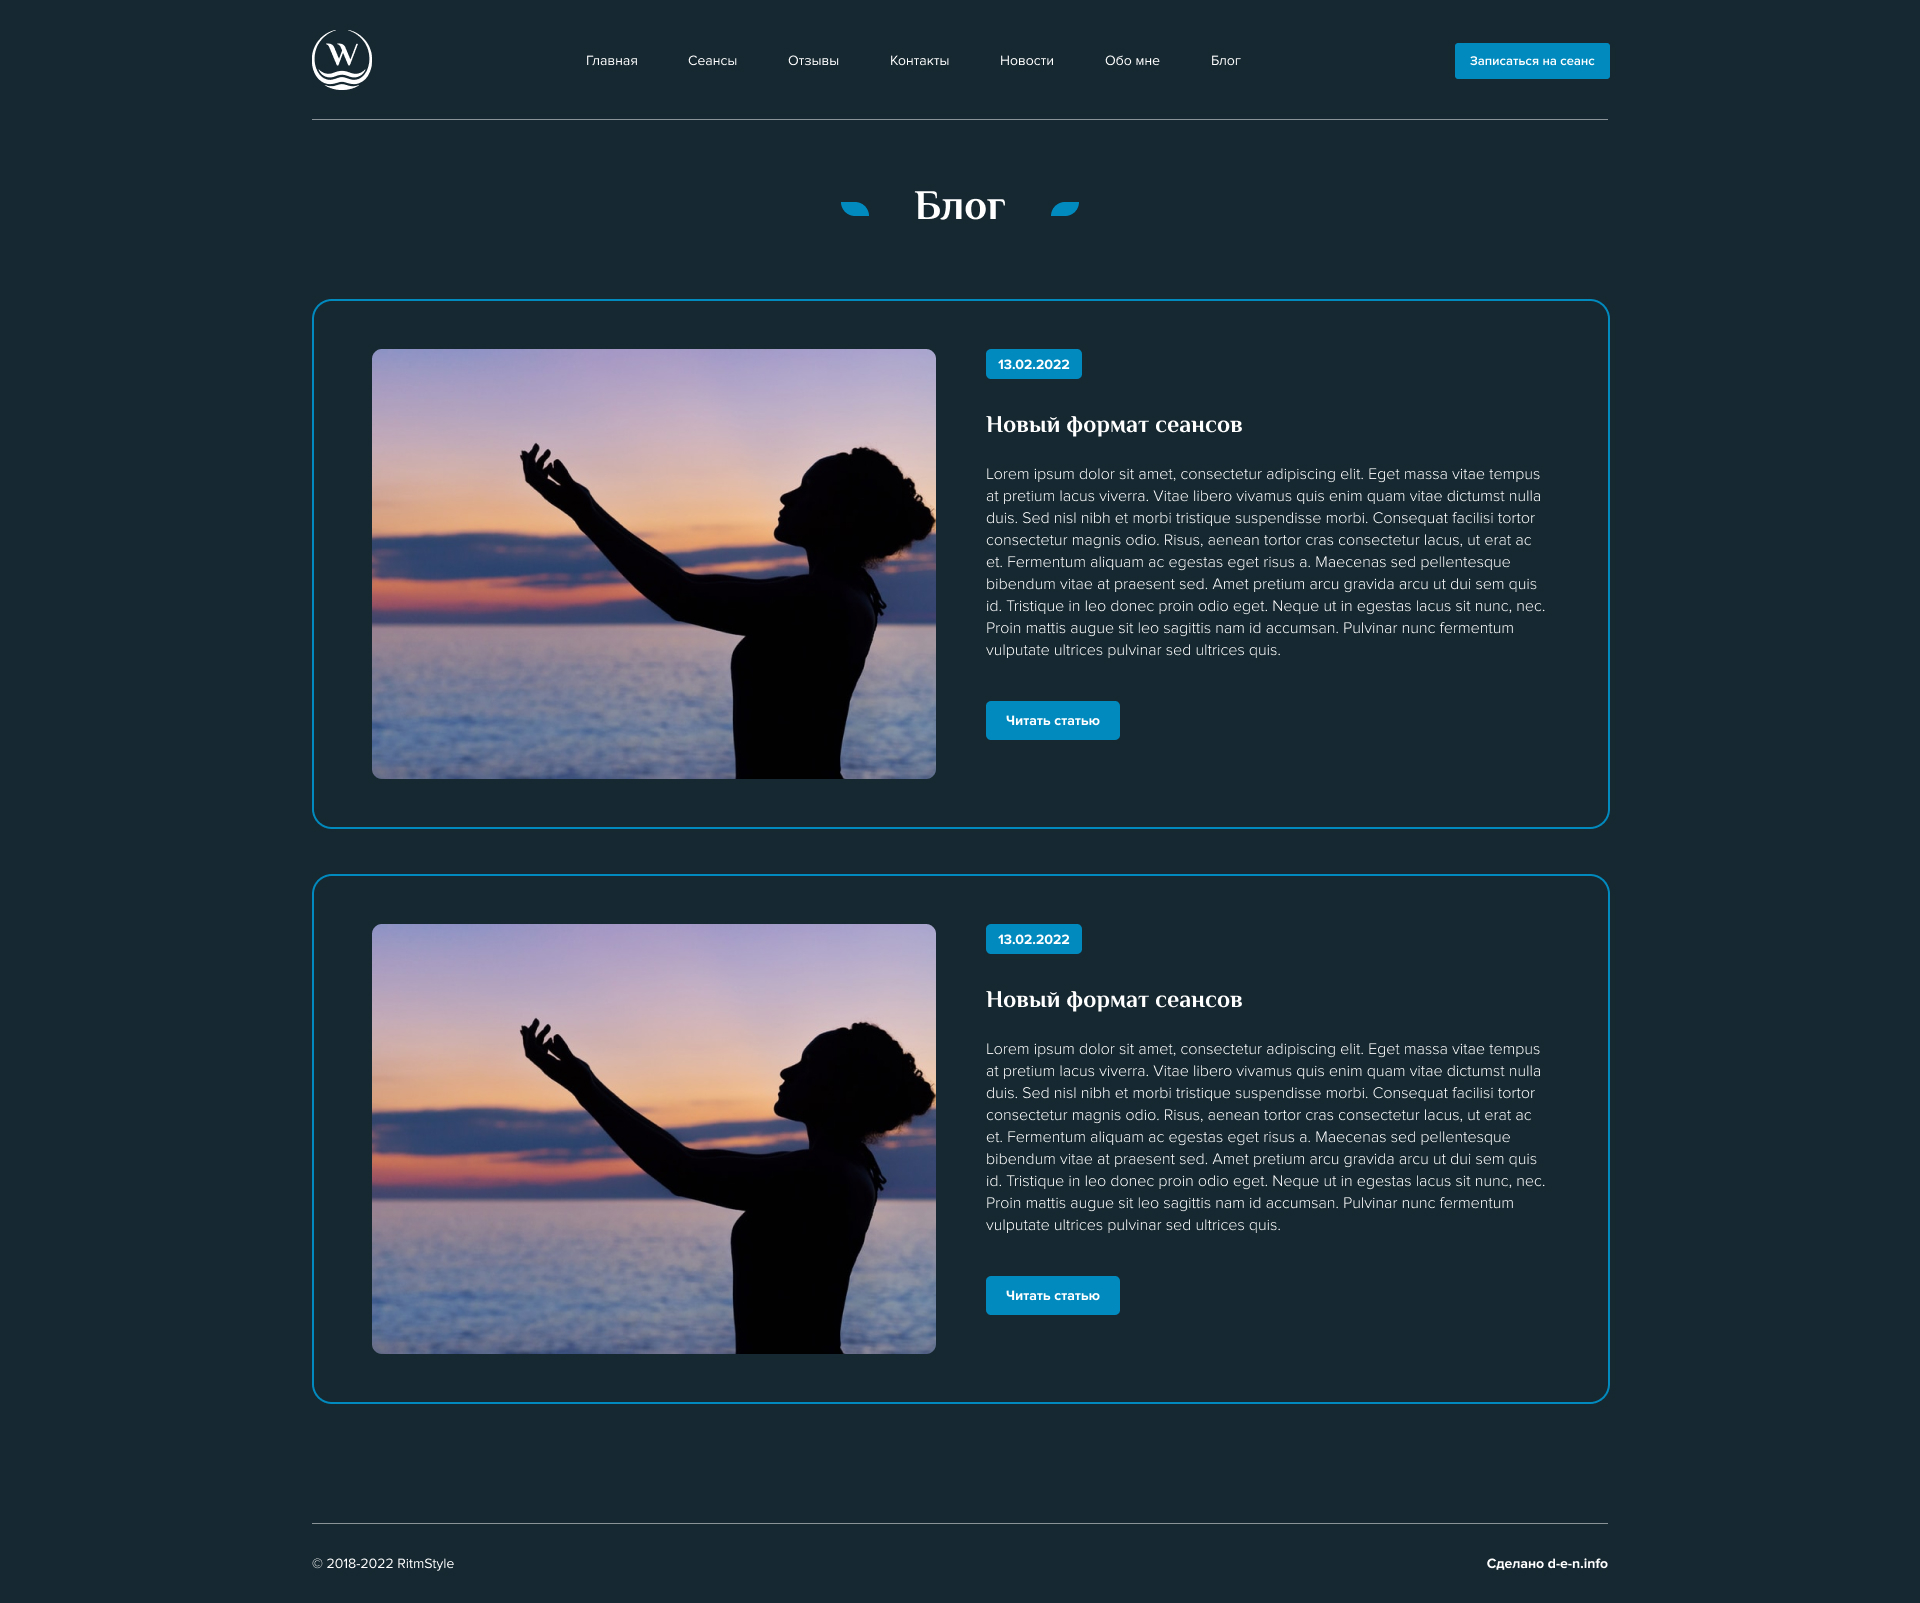 W
Главная Сеансы Отзывы Контакты Новости Обо мне Блог
Записаться на сеанс
Блог
13.02.2022
Новый формат сеансов
Lorem ipsum dolor sit amet, consectetur adipiscing elit. Eget massa vitae tempus
at pretium lacus viverra. Vitae libero vivamus quis enim quam vitae dictumst nulla
duis. Sed nisl nibh et morbi tristique suspendisse morbi. Consequat facilisi tortor
consectetur magnis odio. Risus, aenean tortor cras consectetur lacus, ut erat ac
et. Fermentum aliquam ac egestas eget risus a. Maecenas sed pellentesque
bibendum vitae at praesent sed. Amet pretium arcu gravida arcu ut dui sem quis
id. Tristique in leo donec proin odio eget. Neque ut in egestas lacus sit nunc, nec.
Proin mattis augue sit leo sagittis nam id accumsan. Pulvinar nunc fermentum
vulputate ultrices pulvinar sed ultrices quis.
Читать статью
13.02.2022
Новый формат сеансов
Lorem ipsum dolor sit amet, consectetur adipiscing elit. Eget massa vitae tempus
at pretium lacus viverra. Vitae libero vivamus quis enim quam vitae dictumst nulla
duis. Sed nisl nibh et morbi tristique suspendisse morbi. Consequat facilisi tortor
consectetur magnis odio. Risus, aenean tortor cras consectetur lacus, ut erat ac
et. Fermentum aliquam ac egestas eget risus a. Maecenas sed pellentesque
bibendum vitae at praesent sed. Amet pretium arcu gravida arcu ut dui sem quis
id. Tristique in leo donec proin odio eget. Neque ut in egestas lacus sit nunc, nec.
Proin mattis augue sit leo sagittis nam id accumsan. Pulvinar nunc fermentum
vulputate ultrices pulvinar sed ultrices quis.
Читать статью
© 2018-2022 RitmStyle
Сделано d-e-n.info